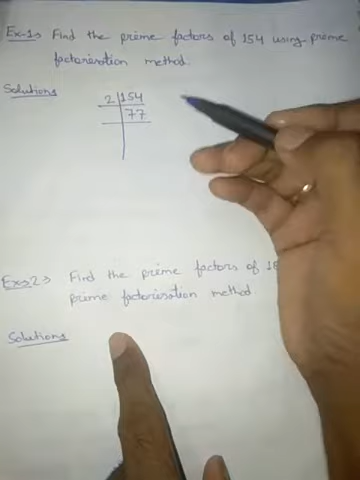 Ex-1> Find the prime factors of 154 using prime
factorisation method.
Solutions
2 | 154
77
Ex-2> Find the prime factors of
prime factorisation method
Solutions